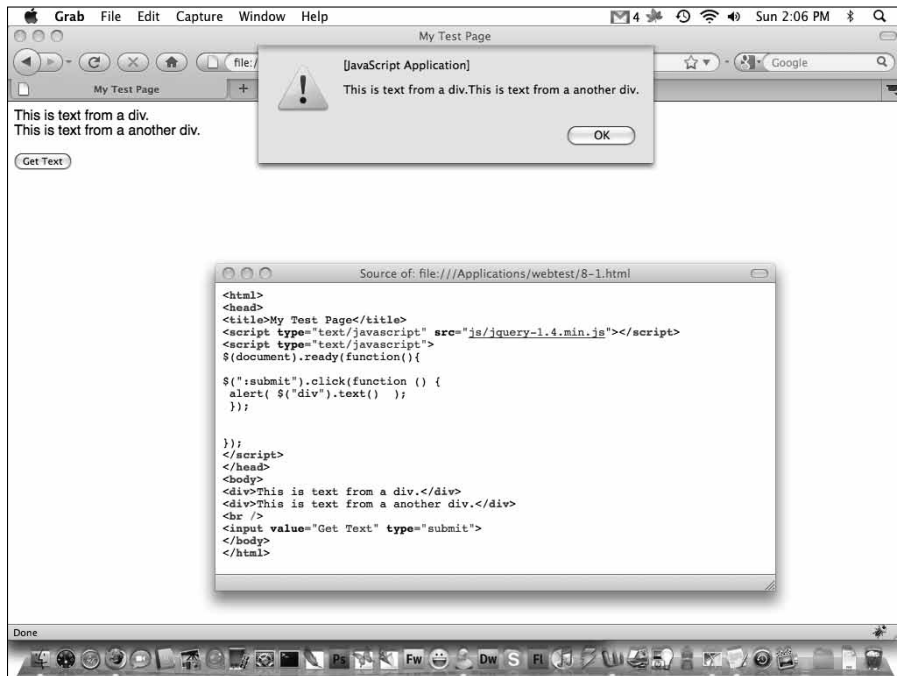 Grab File Edit Capture Window Help 4 Sun 2:06 PM
My Test Page
file:/
Google
My Test Page +
[JavaScript Application]
This is text from a div.This is text from a another div.
OK
This is text from a div.
This is text from a another div.
Get Text
Source of: file:///Applications/webtest/8-1.html
<html>
<head>
<title>My Test Page</title>
<script type="text/javascript" src="js/jquery-1.4.min.js"></script>
<script type="text/javascript">
$(document).ready(function(){
$(":submit").click(function () {
alert( $("div").text()  );
});
});
</script>
</head>
<body>
<div>This is text from a div.</div>
<div>This is text from a another div.</div>
<br />
<input value="Get Text" type="submit">
</body>
</html>
Done
Ps Fw Dw S Fl